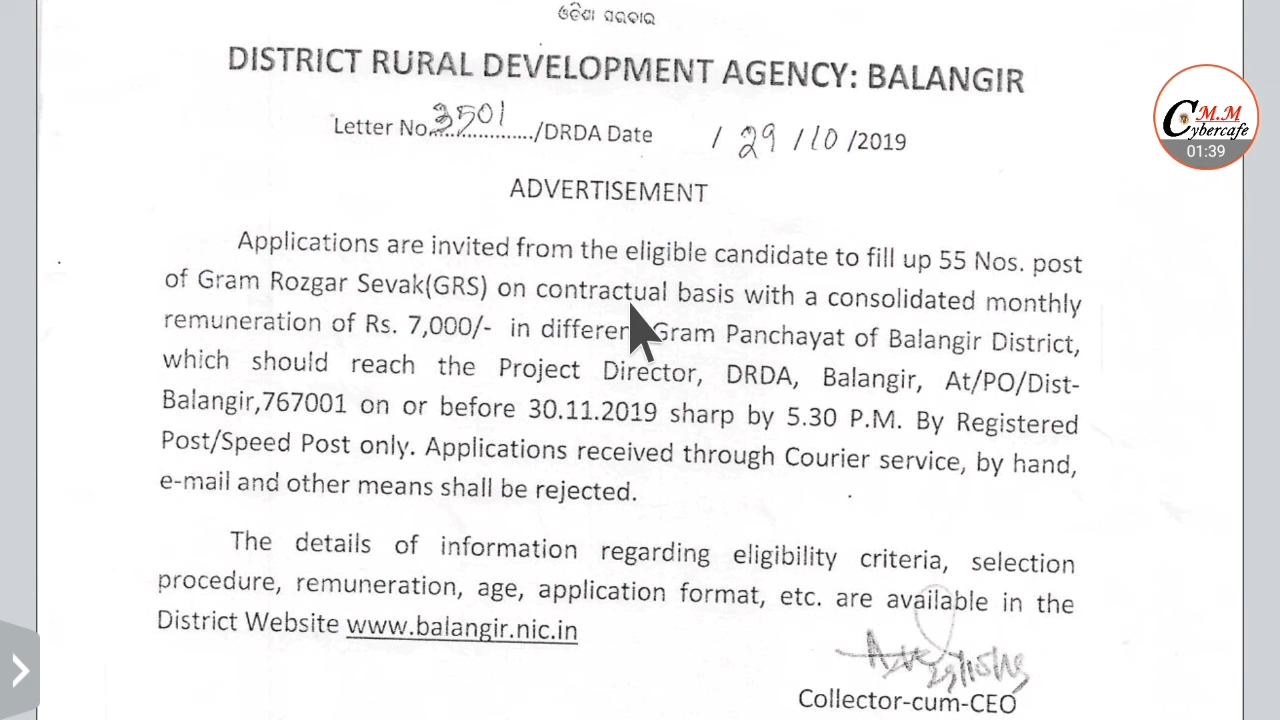 ଓଡିଶା ସରକାର
DISTRICT RURAL DEVELOPMENT AGENCY: BALANGIR
Letter No..3501............../DRDA Date / 29 /10 /2019
ADVERTISEMENT
Applications are invited from the eligible candidate to fill up 55 Nos. post
of Gram Rozgar Sevak(GRS) on contractual basis with a consolidated monthly
remuneration of Rs. 7,000/- in Gram Panchayat of Balangir District,
which should reach the Project Director, DRDA, Balangir, At/PO/Dist-
Balangir,767001 on or before 30.11.2019 sharp by 5.30 P.M. By Registered
Post/Speed Post only. Applications received through Courier service, by hand,
e-mail and other means shall be rejected.
The details of information regarding eligibility criteria, selection
procedure, remuneration, age, application format, etc. are available in the
District Website www.balangir.nic.in
Collector-cum-CEO
M.M
Cybercafe
01:39